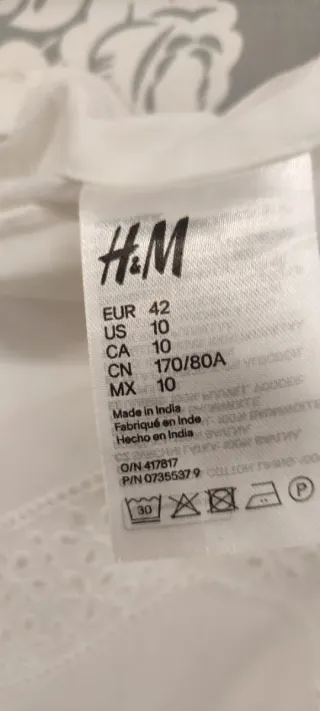 H&M
EUR 42
US 10
CA 10
CN 170/80A
MX 10
Made in India
Fabriqué en Inde
Hecho en India
O/N 417817
P/N 0735537 9
30
P